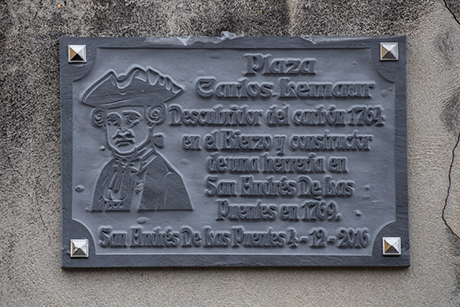 Plaza
Carlos Lemaur
Descubridor del carbón 1764
en el Bierzo y constructor
de una herrería en
San Andrés De Las
Puentes en 1769.
San Andrés De Las Puentes 4-12-2016